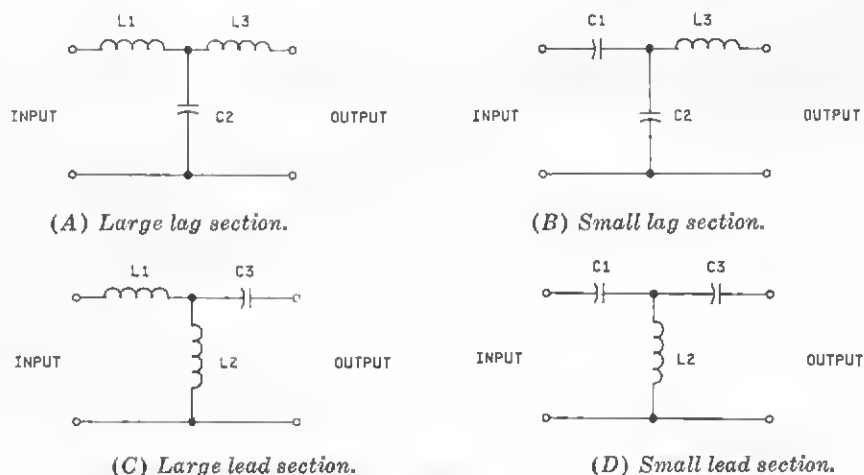 L1 L3
C2
INPUT OUTPUT
(A) Large lag section.
C1 L3
C2
INPUT OUTPUT
(B) Small lag section.
L1 C3
L2
INPUT OUTPUT
(C) Large lead section.
C1 C3
L2
INPUT OUTPUT
(D) Small lead section.